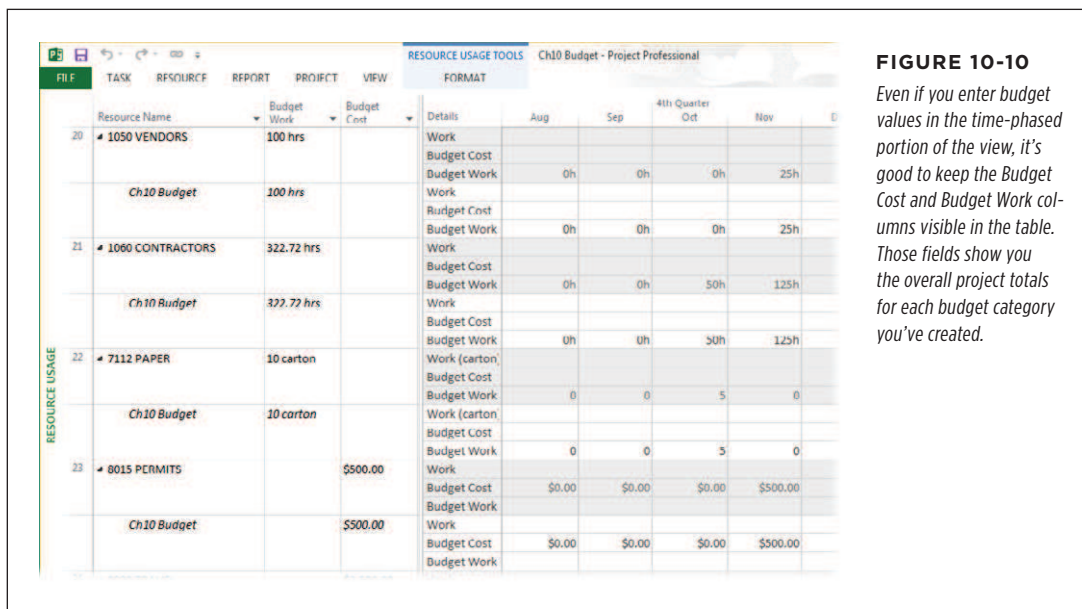 RESOURCE USAGE TOOLS Ch10 Budget - Project Professional
FILE TASK RESOURCE REPORT PROJECT VIEW FORMAT
4th Quarter
Resource Name Budget Work Budget Cost Details Aug Sep Oct Nov
20 1050 VENDORS 100 hrs Work
Budget Cost
Budget Work 0h 0h 0h 25h
Ch10 Budget 100 hrs Work
Budget Cost
Budget Work 0h 0h 0h 25h
21 1060 CONTRACTORS 322.72 hrs Work
Budget Cost
Budget Work 0h 0h 50h 125h
Ch10 Budget 322.72 hrs Work
Budget Cost
Budget Work 0h 0h 50h 125h
22 7112 PAPER 10 carton Work (carton)
Budget Cost
Budget Work 0 0 5 0
Ch10 Budget 10 carton Work (carton)
Budget Cost
Budget Work 0 0 5 0
23 8015 PERMITS $500.00 Work
Budget Cost $0.00 $0.00 $0.00 $500.00
Budget Work
Ch10 Budget $500.00 Work
Budget Cost $0.00 $0.00 $0.00 $500.00
Budget Work
RESOURCE USAGE
FIGURE 10-10
Even if you enter budget
values in the time-phased
portion of the view, it's
good to keep the Budget
Cost and Budget Work col-
umns visible in the table.
Those fields show you
the overall project totals
for each budget category
you've created.